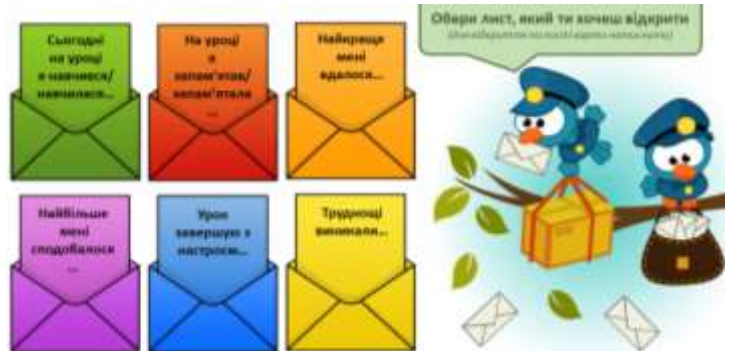 Сьогодні
на уроці
я навчився/
навчилася...
На уроці
я
запам'ятав/
запам'ятала
...
Найкраще
мені
вдалося...
Обери лист, який ти хочеш відкрити
Найбільше
мені
сподобалося
...
Урок
завершую з
настроєм...
Труднощі
виникали...